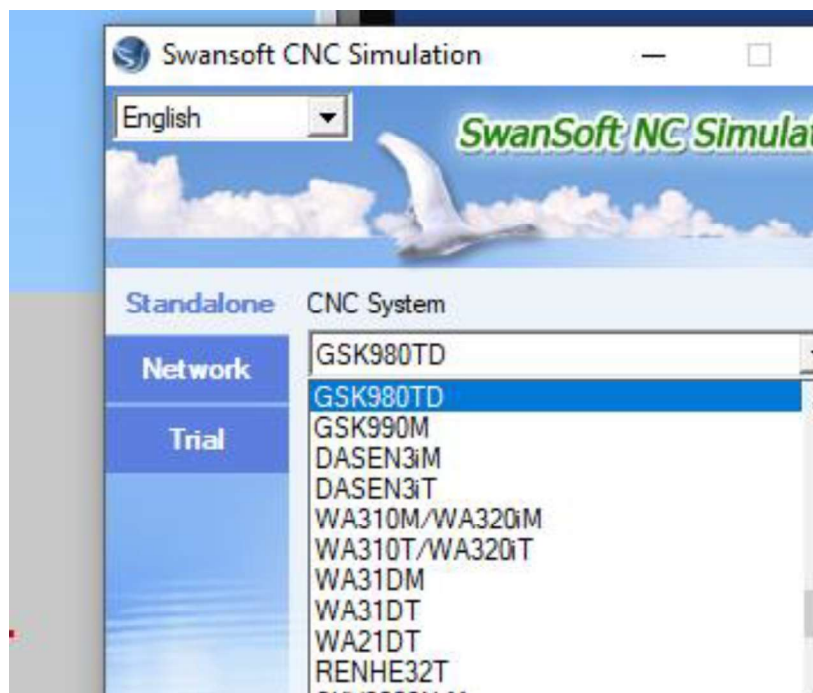 Swansoft CNC Simulation
English
SwanSoft NC
Standalone
CNC System
Network
GSK980TD
Trial
GSK980TD
GSK990M
DASEN3iM
DASEN3iT
WA310M/WA320iM
WA310T/WA320iT
WA31DM
WA31DT
WA21DT
RENHE32T